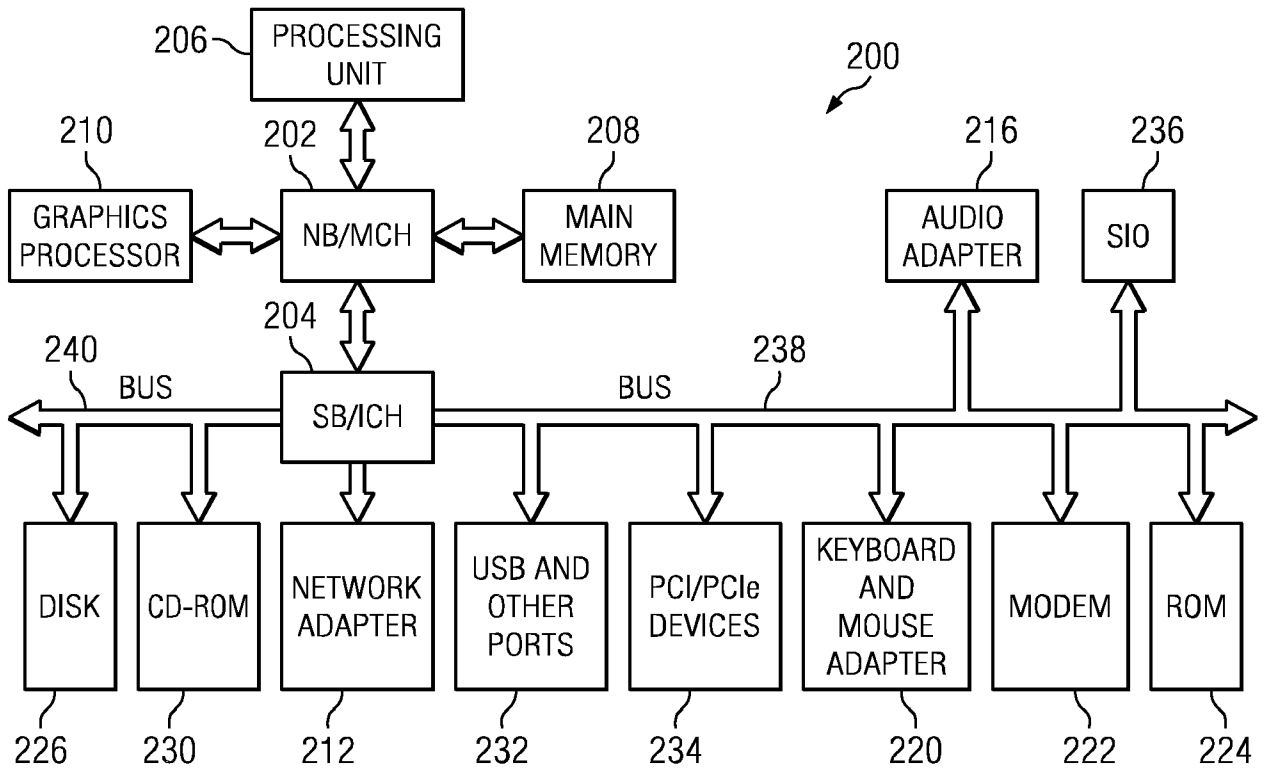 206
PROCESSING
UNIT
200
210
202
208
216
236
GRAPHICS
PROCESSOR
NB/MCH
MAIN
MEMORY
AUDIO
ADAPTER
SIO
204
240
BUS
SB/ICH
BUS
238
DISK
CD-ROM
NETWORK
ADAPTER
USB AND
OTHER
PORTS
PCI/PCIe
DEVICES
KEYBOARD
AND
MOUSE
ADAPTER
MODEM
ROM
226
230
212
232
234
220
222
224